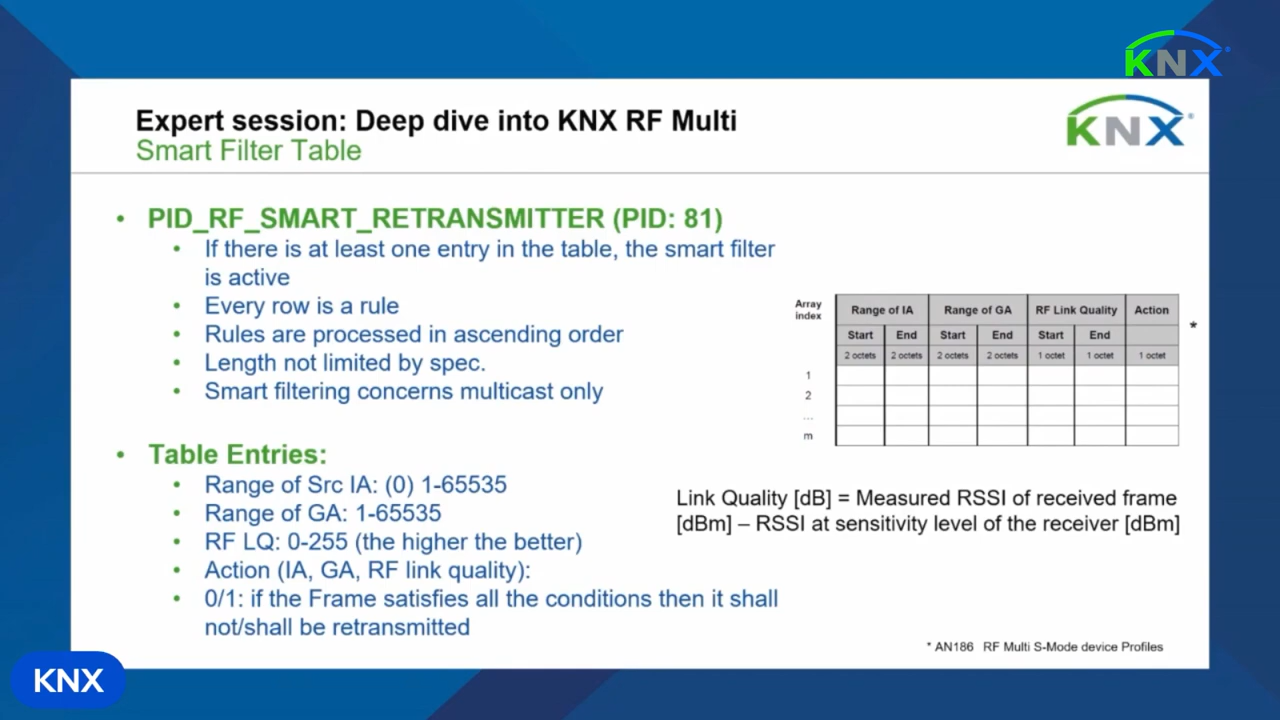 KNX
Expert session: Deep dive into KNX RF Multi
Smart Filter Table
KNX
• PID_RF_SMART_RETRANSMITTER (PID: 81)
• If there is at least one entry in the table, the smart filter
is active
• Every row is a rule
• Rules are processed in ascending order
• Length not limited by spec.
• Smart filtering concerns multicast only
• Table Entries:
• Range of Src IA: (0) 1-65535
• Range of GA: 1-65535
• RF LQ: 0-255 (the higher the better)
• Action (IA, GA, RF link quality):
• 0/1: if the Frame satisfies all the conditions then it shall
not/shall be retransmitted
Array
index
Range of IA Range of GA RF Link Quality Action
*
Start End Start End Start End
2 octets 2 octets 2 octets 2 octets 1 octet 1 octet 1 octet
1
2
...
m
Link Quality [dB] = Measured RSSI of received frame
[dBm] – RSSI at sensitivity level of the receiver [dBm]
* AN186 RF Multi S-Mode device Profiles
KNX